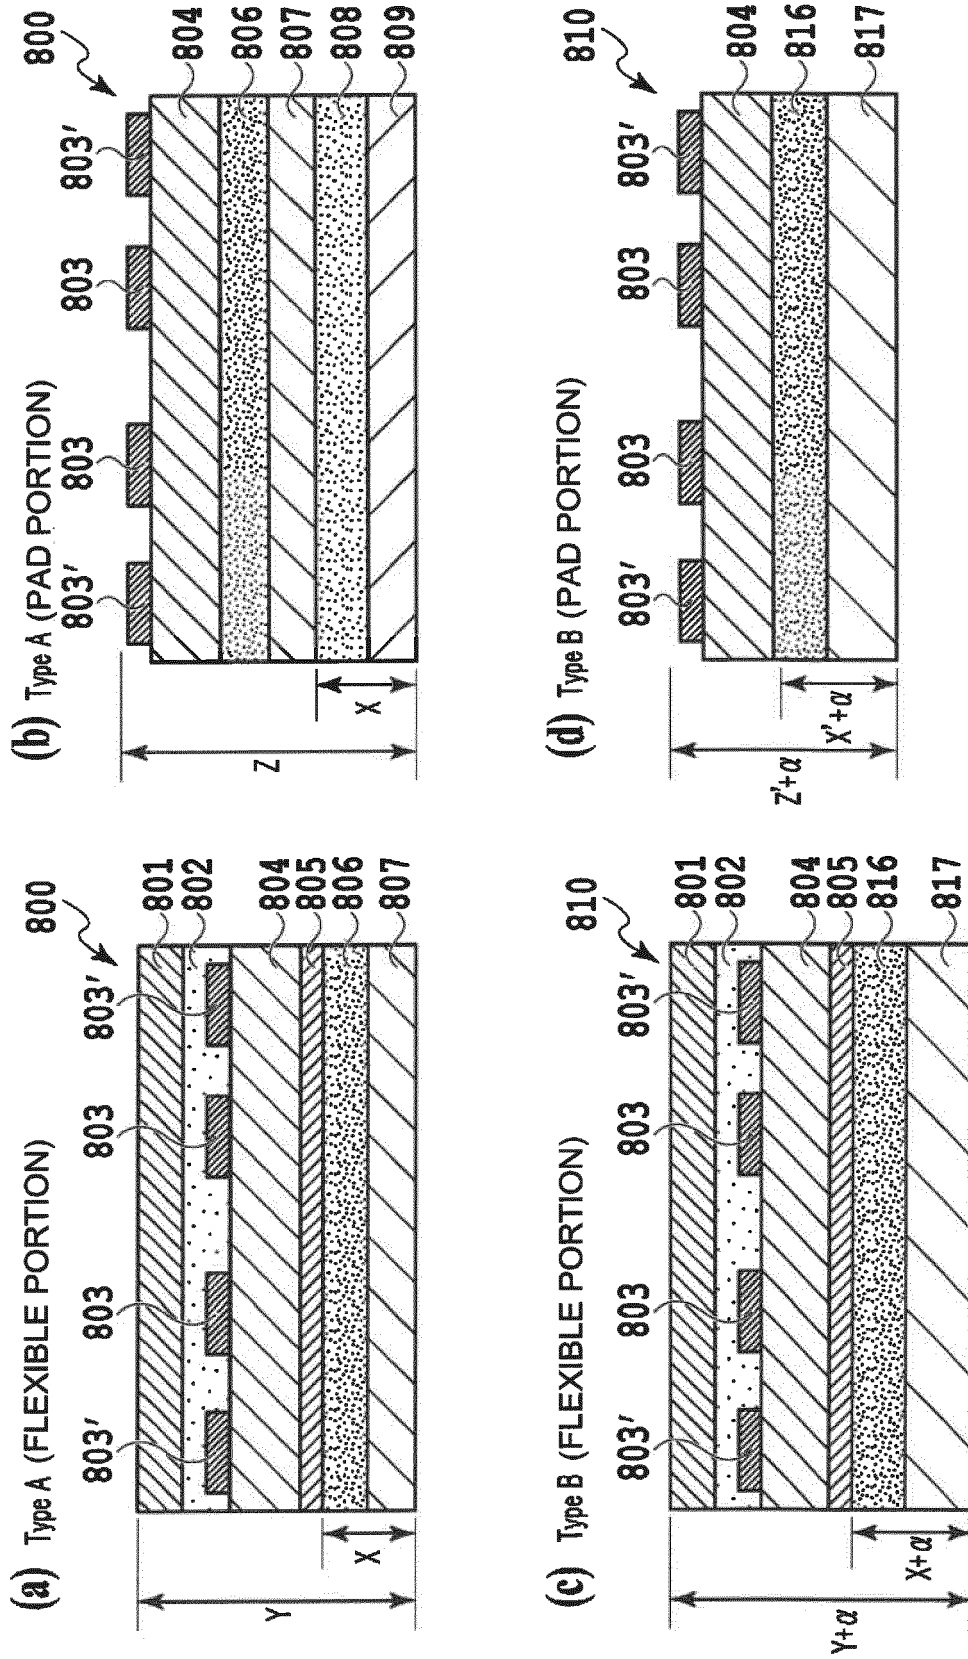 (a) Type A (FLEXIBLE PORTION)
800
803′ 803 803 803′
801
802
804
805
806
807
Y
X
(b) Type A (PAD PORTION)
800
803′ 803 803 803′
804
806
807
808
809
Z
X
(c) Type B (FLEXIBLE PORTION)
810
803′ 803 803 803′
801
802
804
805
816
817
Y+α
X+α
(d) Type B (PAD PORTION)
810
803′ 803 803 803′
804
816
817
Z′+α
X′+α